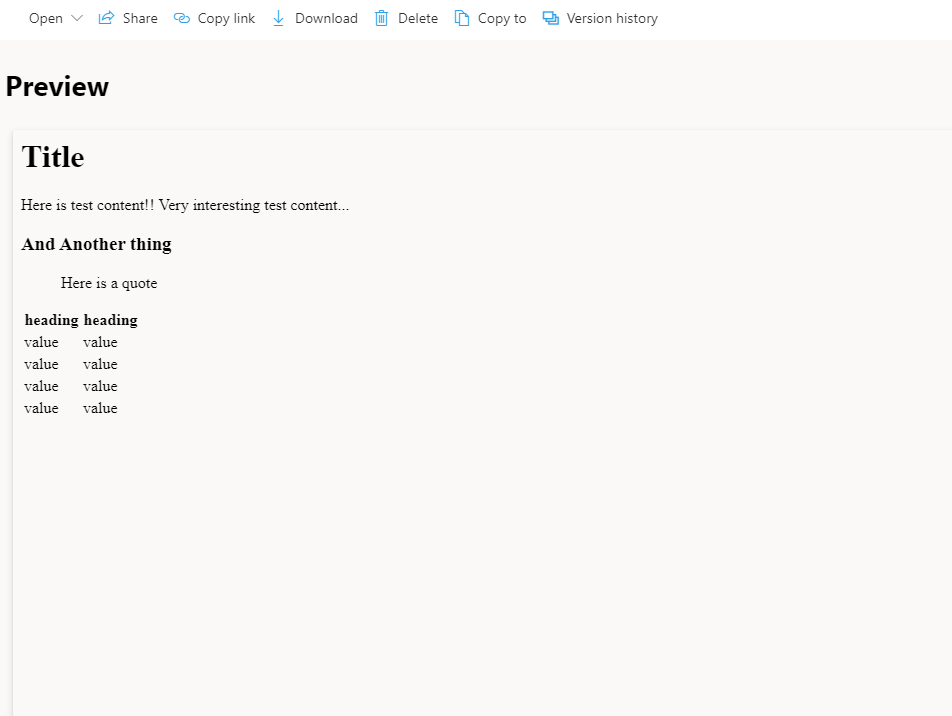 Open Share Copy link Download Delete Copy to Version history
Preview
Title
Here is test content!! Very interesting test content...
And Another thing
Here is a quote
heading heading
value value
value value
value value
value value